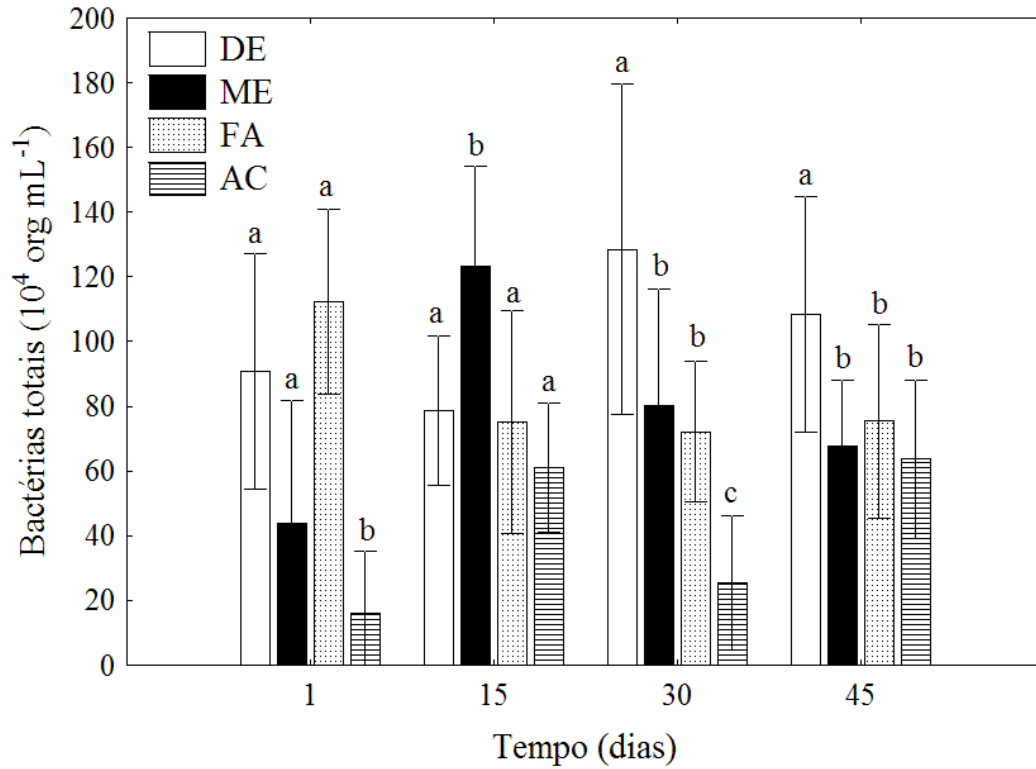 Bactérias totais (10⁴ org mL⁻¹)
200
180
160
140
120
100
80
60
40
20
0
DE
ME
FA
AC
a
a
a
b
a
b
a
a
a
b
b
c
a
b
b
b
1
15
30
45
Tempo (dias)